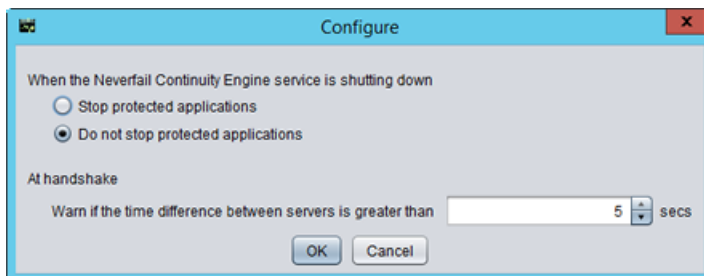 Configure
x
When the Neverfail Continuity Engine service is shutting down
Stop protected applications
Do not stop protected applications
At handshake
Warn if the time difference between servers is greater than 5 secs
OK Cancel